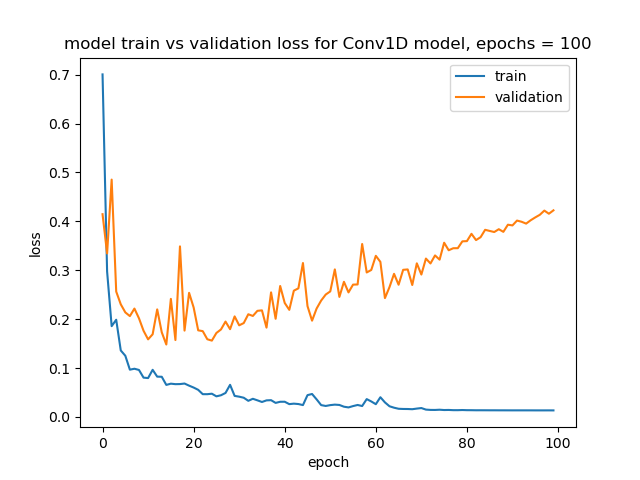 model train vs validation loss for Conv1D model, epochs = 100
train
validation
loss
0.7
0.6
0.5
0.4
0.3
0.2
0.1
0.0
0 20 40 60 80 100
epoch